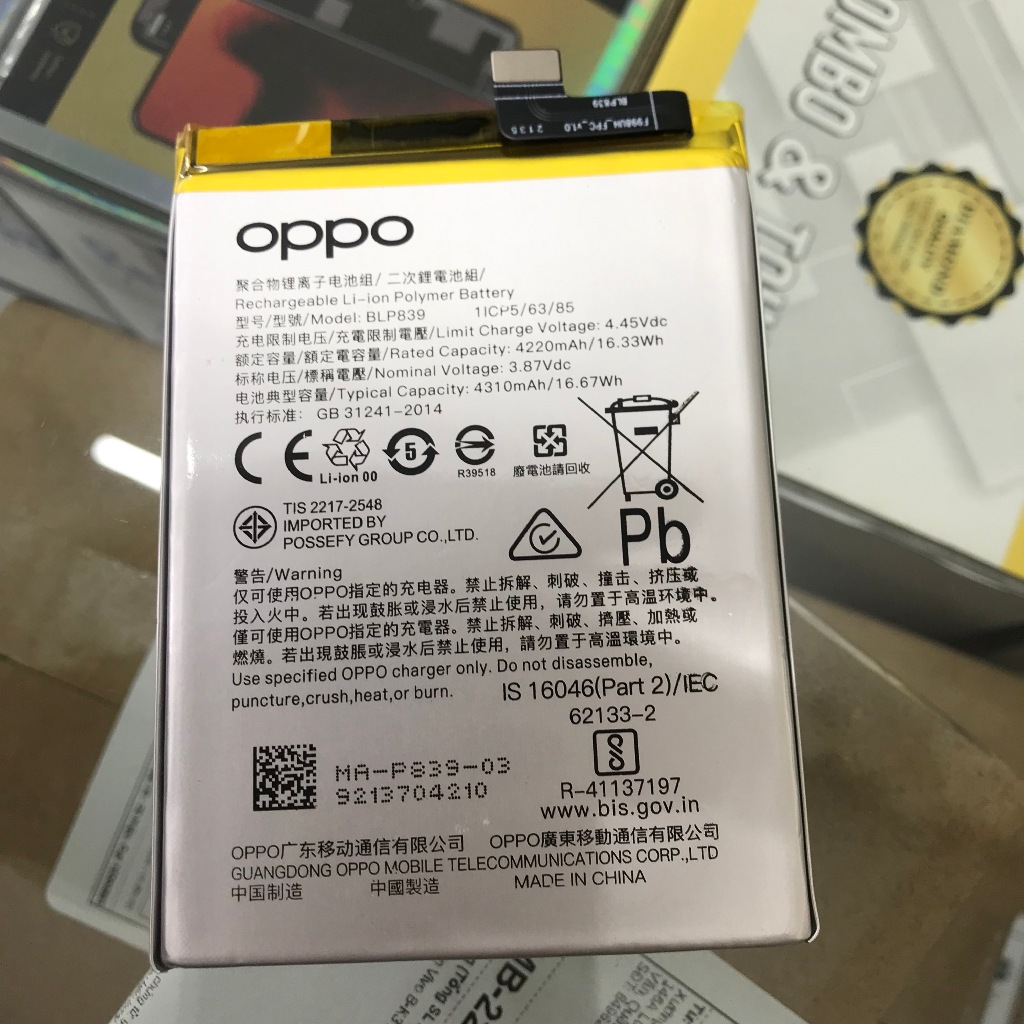 OMBO & TOU
DIAMOND
F998UH_FPC_V1.0 2135
BLP839
oppo
聚合物锂离子电池组/ 二次鋰電池組/
Rechargeable Li-ion Polymer Battery
型号/型號/Model: BLP839 1ICP5/63/85
充电限制电压/充電限制電壓/Limit Charge Voltage: 4.45Vdc
额定容量/額定電容量/Rated Capacity: 4220mAh/16.33Wh
标称电压/標稱電壓/Nominal Voltage: 3.87Vdc
电池典型容量/Typical Capacity: 4310mAh/16.67Wh
执行标准: GB 31241-2014
CE Li-ion 00 5 R39518 廢電池請回收
TIS 2217-2548
IMPORTED BY
POSSEFY GROUP CO.,LTD.
Pb
警告/Warning
仅可使用OPPO指定的充电器。禁止拆解、刺破、撞击、挤压或
投入火中。若出现鼓胀或浸水后禁止使用，请勿置于高温环境中。
僅可使用OPPO指定的充電器。禁止拆解、刺破、擠壓、加熱或
燃燒。若出現鼓脹或浸水后禁止使用，請勿置于高溫環境中。
Use specified OPPO charger only. Do not disassemble,
puncture,crush,heat,or burn.
IS 16046(Part 2)/IEC
62133-2
MA-P839-03
9213704210
R-41137197
www.bis.gov.in
OPPO广东移动通信有限公司 OPPO廣東移動通信有限公司
GUANGDONG OPPO MOBILE TELECOMMUNICATIONS CORP.,LTD
中国制造 中國製造 MADE IN CHINA